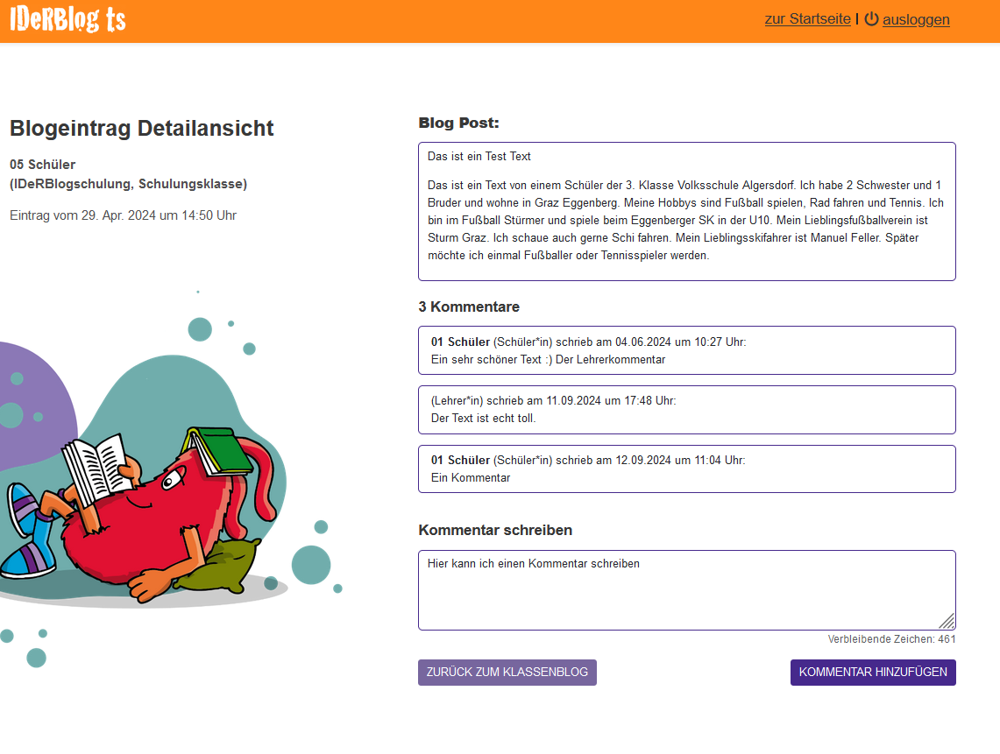 IDeRBlog ts
zur Startseite I ausloggen
Blogeintrag Detailansicht
05 Schüler
(IDeRBlogschulung, Schulungsklasse)
Eintrag vom 29. Apr. 2024 um 14:50 Uhr
Blog Post:
Das ist ein Test Text
Das ist ein Text von einem Schüler der 3. Klasse Volksschule Algersdorf. Ich habe 2 Schwester und 1
Bruder und wohne in Graz Eggenberg. Meine Hobbys sind Fußball spielen, Rad fahren und Tennis. Ich
bin im Fußball Stürmer und spiele beim Eggenberger SK in der U10. Mein Lieblingsfußballverein ist
Sturm Graz. Ich schaue auch gerne Schi fahren. Mein Lieblingsskifahrer ist Manuel Feller. Später
möchte ich einmal Fußballer oder Tennisspieler werden.
3 Kommentare
01 Schüler (Schüler*in) schrieb am 04.06.2024 um 10:27 Uhr:
Ein sehr schöner Text :) Der Lehrerkommentar
(Lehrer*in) schrieb am 11.09.2024 um 17:48 Uhr:
Der Text ist echt toll.
01 Schüler (Schüler*in) schrieb am 12.09.2024 um 11:04 Uhr:
Ein Kommentar
Kommentar schreiben
Hier kann ich einen Kommentar schreiben
Verbleibende Zeichen: 461
ZURÜCK ZUM KLASSENBLOG
KOMMENTAR HINZUFÜGEN